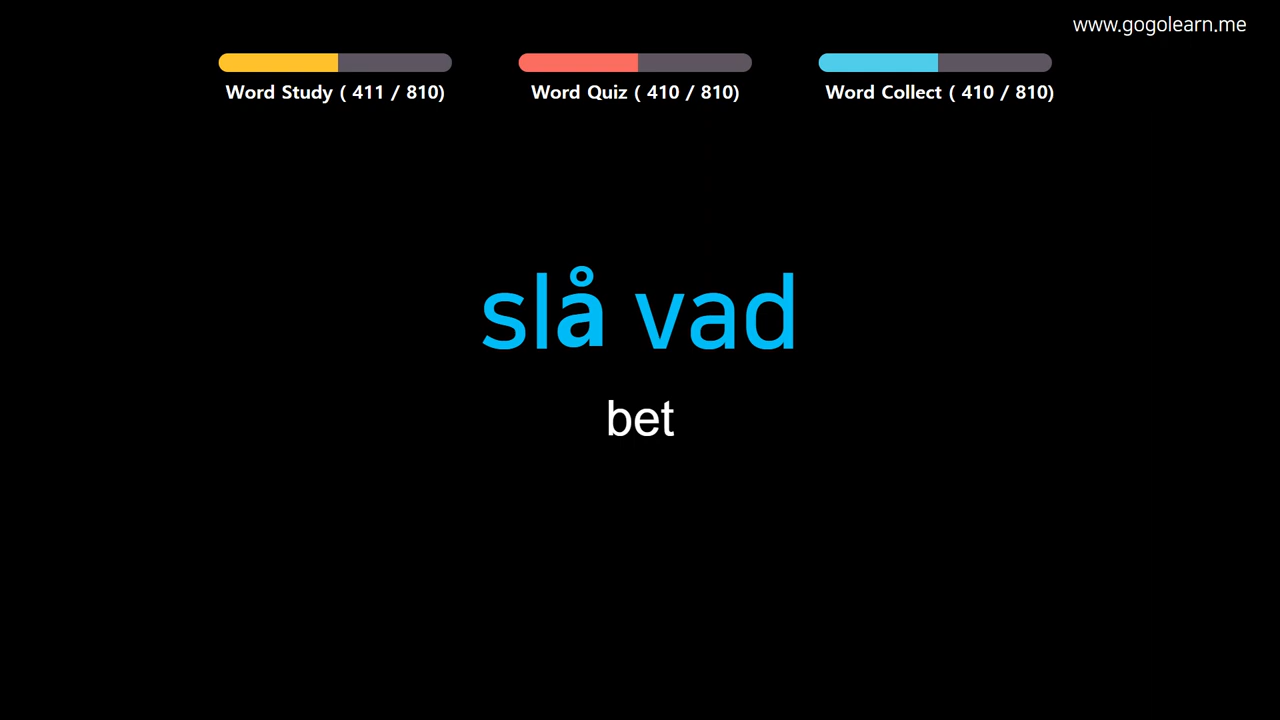 www.gogolearn.me
Word Study ( 411 / 810)
Word Quiz ( 410 / 810)
Word Collect ( 410 / 810)
slå vad
bet